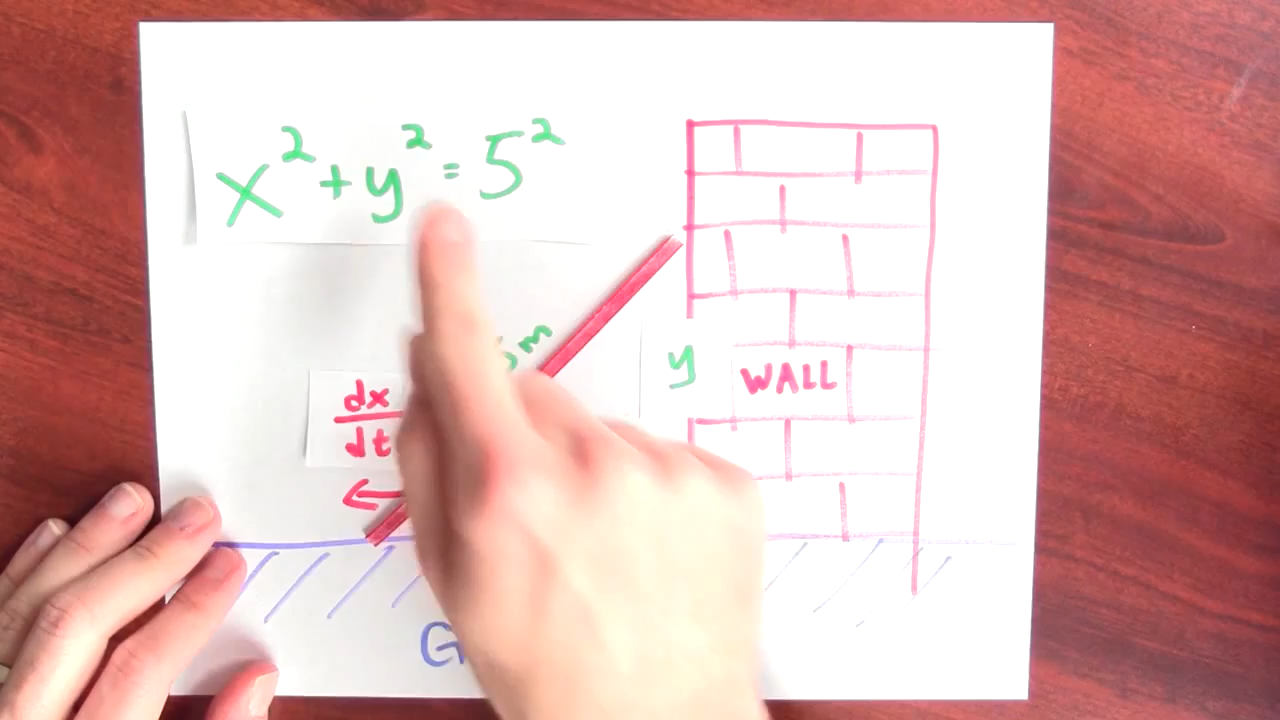 x² + y² = 5²
m
y
WALL
dx
dt
G